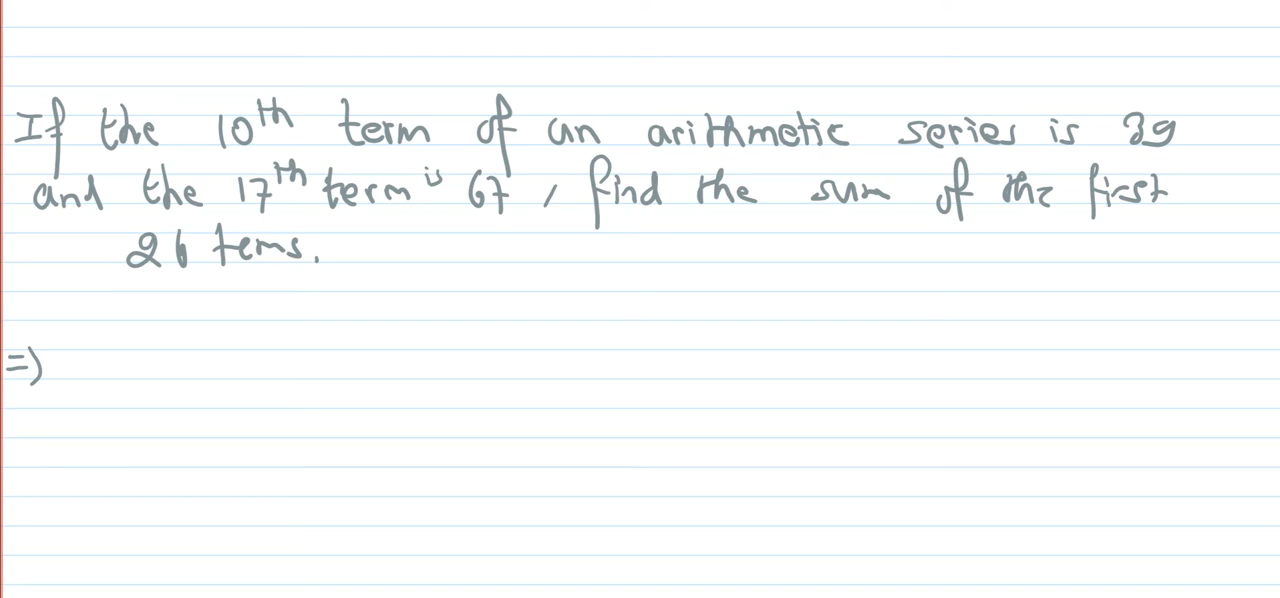 If the 10th term of an arithmetic series is 39
and the 17th term is 67, find the sum of the first
26 tems.
=)